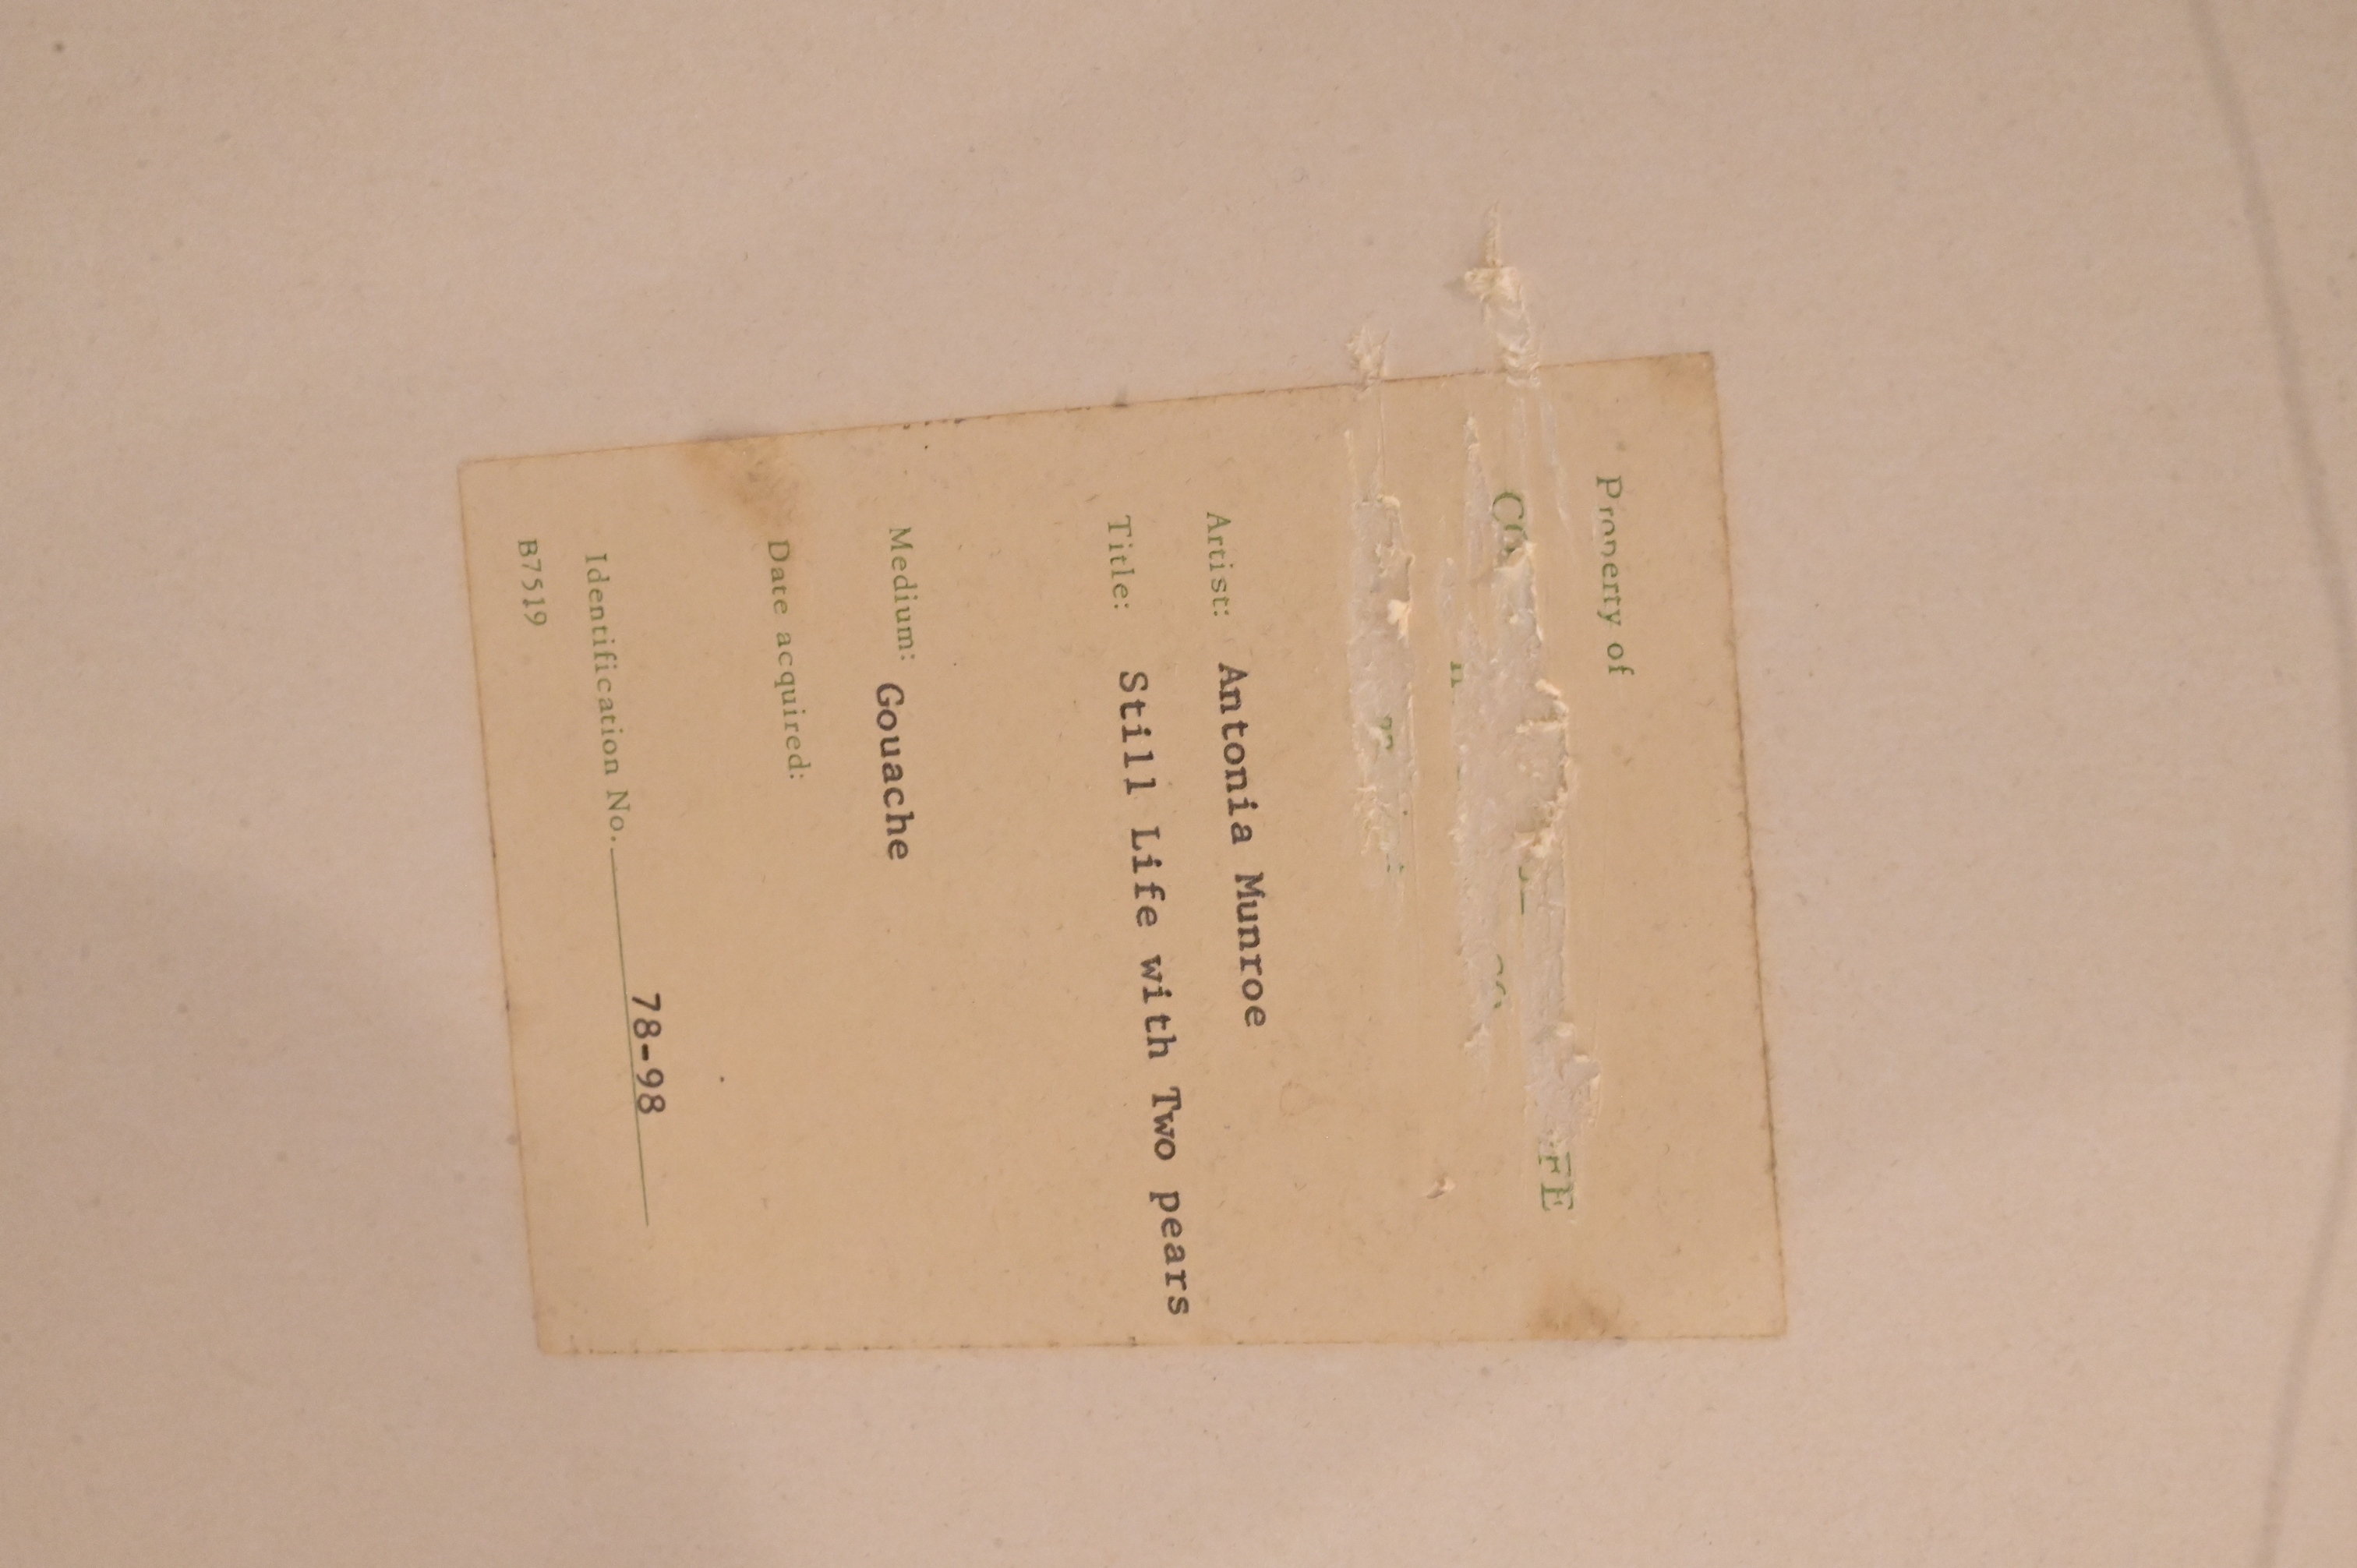 Property of
Artist: Antonia Munroe
Title: Still Life with Two pears
Medium: Gouache
Date acquired:
Identification No. 78-98
B7519